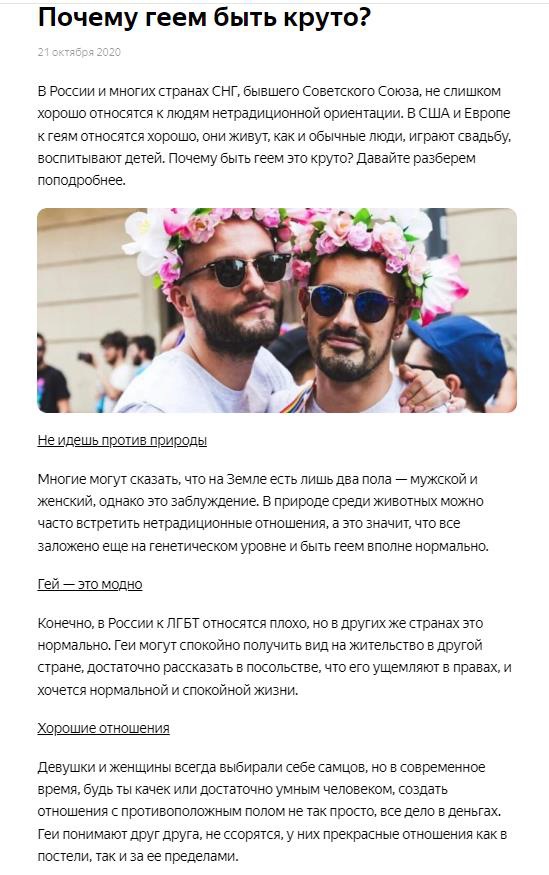 Почему геем быть круто?
21 октября 2020
В России и многих странах СНГ, бывшего Советского Союза, не слишком
хорошо относятся к людям нетрадиционной ориентации. В США и Европе
к геям относятся хорошо, они живут, как и обычные люди, играют свадьбу,
воспитывают детей. Почему быть геем это круто? Давайте разберем
поподробнее.
Не идешь против природы
Многие могут сказать, что на Земле есть лишь два пола — мужской и
женский, однако это заблуждение. В природе среди животных можно
часто встретить нетрадиционные отношения, а это значит, что все
заложено еще на генетическом уровне и быть геем вполне нормально.
Гей — это модно
Конечно, в России к ЛГБТ относятся плохо, но в других же странах это
нормально. Геи могут спокойно получить вид на жительство в другой
стране, достаточно рассказать в посольстве, что его ущемляют в правах, и
хочется нормальной и спокойной жизни.
Хорошие отношения
Девушки и женщины всегда выбирали себе самцов, но в современное
время, будь ты качек или достаточно умным человеком, создать
отношения с противоположным полом не так просто, все дело в деньгах.
Геи понимают друг друга, не ссорятся, у них прекрасные отношения как в
постели, так и за ее пределами.